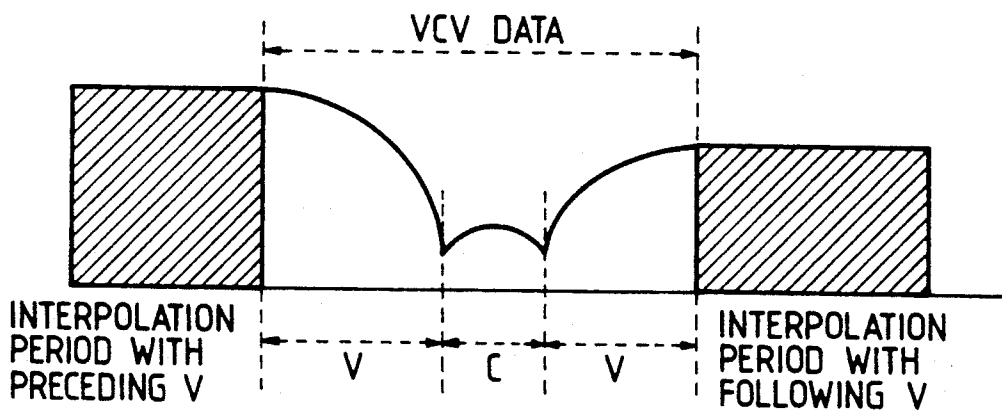 VCV DATA
INTERPOLATION
PERIOD WITH
PRECEDING V
V
C
V
INTERPOLATION
PERIOD WITH
FOLLOWING V